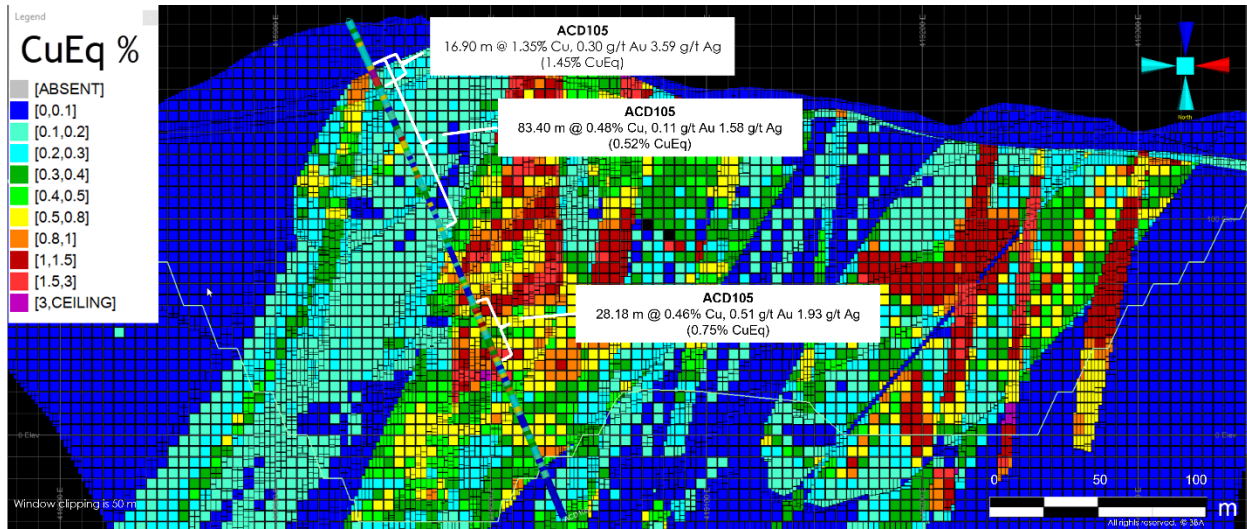 Legend
CuEq %
[ABSENT]
[0,0.1]
[0.1,0.2]
[0.2,0.3]
[0.3,0.4]
[0.4,0.5]
[0.5,0.8]
[0.8,1]
[1,1.5]
[1.5,3]
[3,CEILING]
ACD105
16.90 m @ 1.35% Cu, 0.30 g/t Au 3.59 g/t Ag
(1.45% CuEq)
ACD105
83.40 m @ 0.48% Cu, 0.11 g/t Au 1.58 g/t Ag
(0.52% CuEq)
ACD105
28.18 m @ 0.46% Cu, 0.51 g/t Au 1.93 g/t Ag
(0.75% CuEq)
North
0 Elev
Window clipping is 50 m
0 50 100
m
All rights reserved. © 3BA